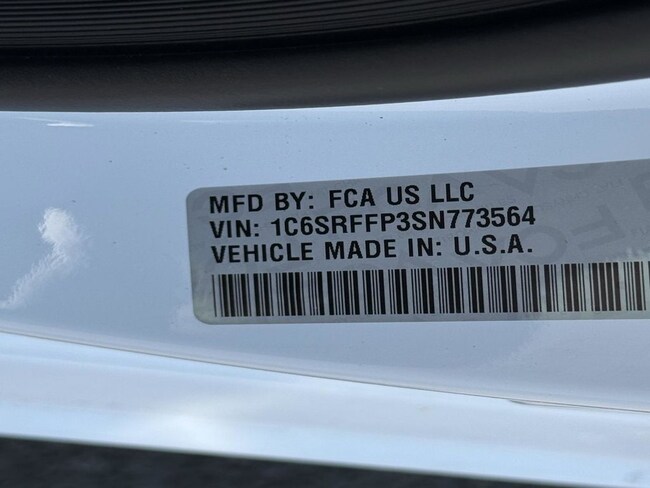 MFD BY: FCA US LLC
VIN: 1C6SRFFP3SN773564
VEHICLE MADE IN: U.S.A.